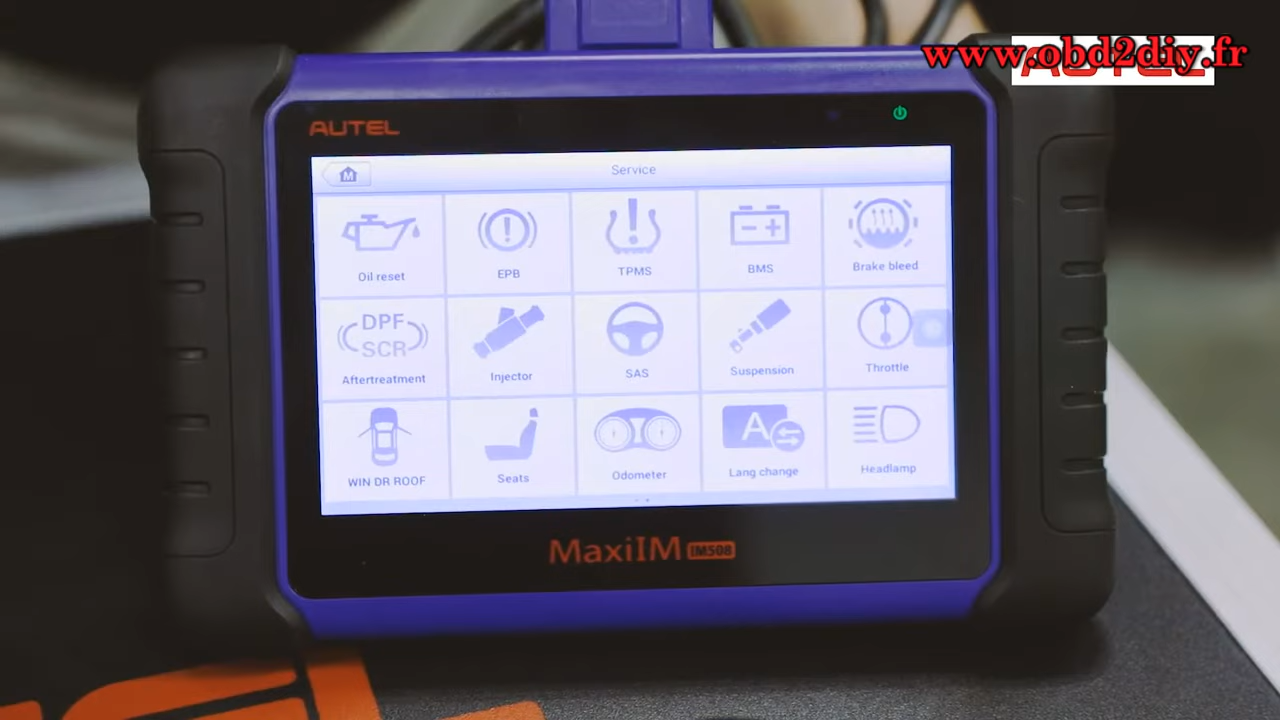 www.obd2diy.fr
AUTEL
AUTEL
Service
M
Oil reset
EPB
TPMS
BMS
Brake bleed
DPF
SCR
Aftertreatment
Injector
SAS
Suspension
Throttle
WIN DR ROOF
Seats
Odometer
A
Lang change
Headlamp
MaxiIM IM508